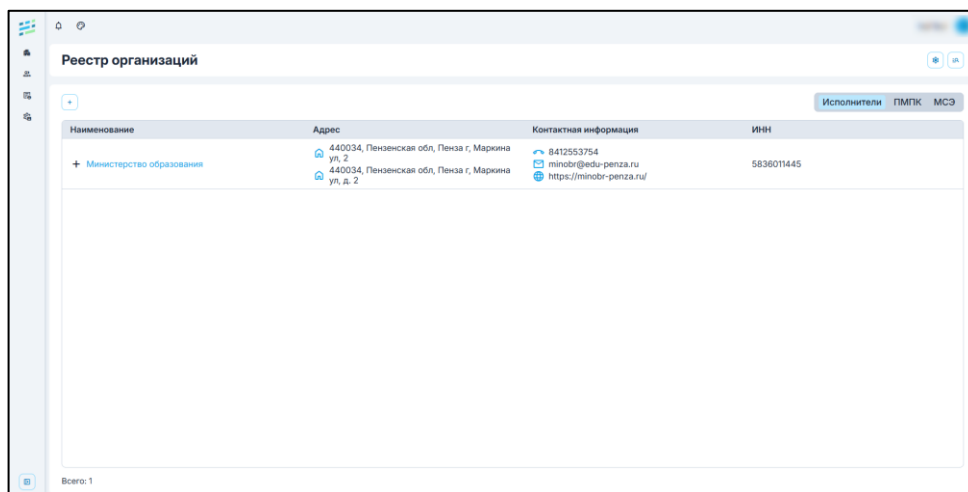 Реестр организаций
Исполнители ПМПК МСЭ
Наименование Адрес Контактная информация ИНН
Министерство образования
440034, Пензенская обл, Пенза г, Маркина
ул, 2
440034, Пензенская обл, Пенза г, Маркина
ул, д. 2
8412553754
minobr@edu-penza.ru
https://minobr-penza.ru/
5836011445
Всего: 1